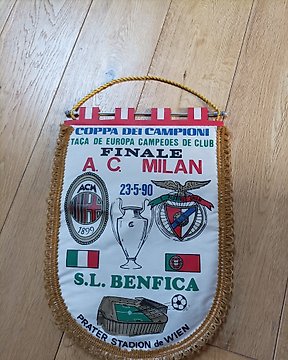 COPPA DEI CAMPIONI
TAÇA DE EUROPA CAMPEOES DE CLUB
FINALE
A.C. MILAN
23-5-90
ACM
1899
S.L. BENFICA
PRATER STADION de WIEN